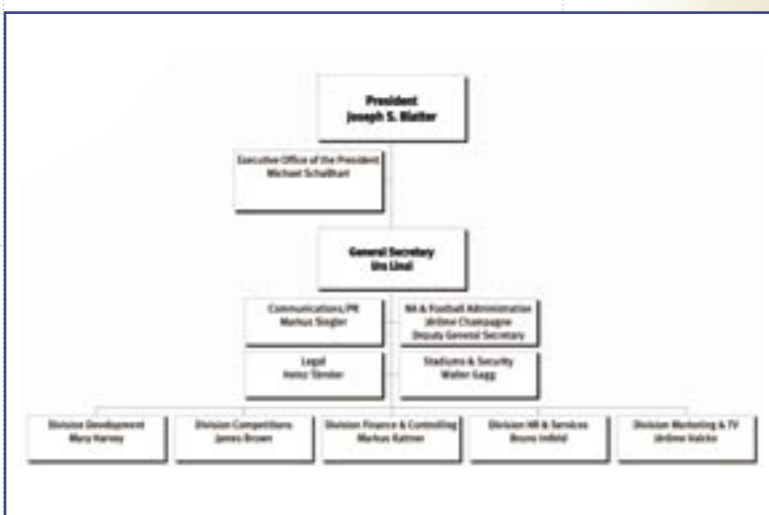 President
Joseph S. Blatter
Executive Office of the President
Michael Schallhart
General Secretary
Urs Linsi
Communications/PR
Markus Siegler
NA & Football Administration
Jérôme Champagne
Deputy General Secretary
Legal
Heinz Tännler
Stadiums & Security
Walter Gagg
Division Development
Mary Harvey
Division Competitions
James Brown
Division Finance & Controlling
Markus Kattner
Division HR & Services
Bruno Imfeld
Division Marketing & TV
Jérôme Valcke